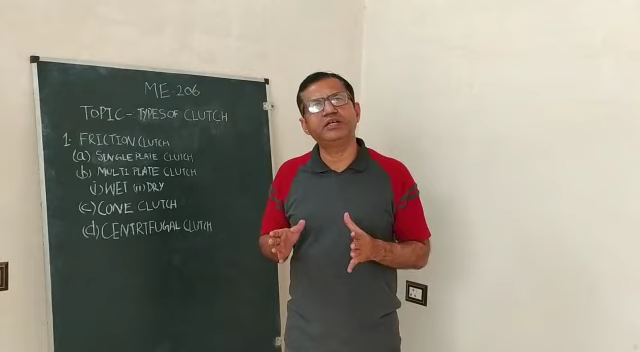 ME-206
TOPIC - TYPES OF CLUTCH
1. FRICTION CLUTCH
(a) SINGLE PLATE CLUTCH
(b) MULTI PLATE CLUTCH
(i) WET (ii) DRY
(c) CONE CLUTCH
(d) CENTRIFUGAL CLUTCH